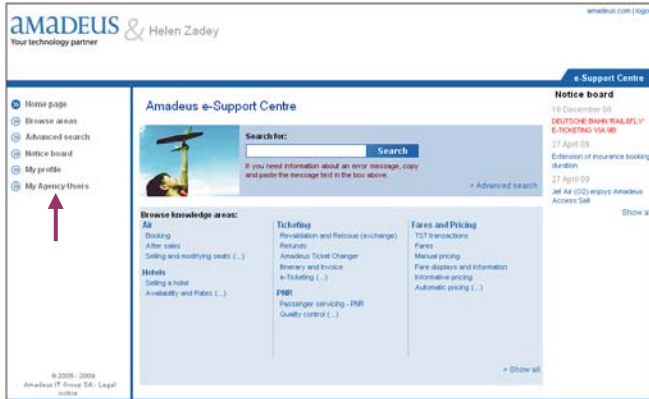 amadeus.com | logo
amadeus
Your technology partner
& Helen Zadey
e-Support Centre
Home page
Browse areas
Advanced search
Notice board
My profile
My Agency Users
Amadeus e-Support Centre
Search for:
Search
If you need information about an error message, copy
and paste the message text in the box above.
» Advanced search
Browse knowledge areas:
Air
Booking
After sales
Selling and modifying seats (...)
Hotels
Selling a hotel
Availability and Rates (...)
Ticketing
Revalidation and Reissue (exchange)
Refunds
Amadeus Ticket Changer
Itinerary and Invoice
e-Ticketing (...)
PNR
Passenger servicing - PNR
Quality control (...)
Fares and Pricing
TST transactions
Fares
Manual pricing
Fare displays and information
Informative pricing
Automatic pricing (...)
» Show all
Notice board
18 December 09
DEUTSCHE BAHN 'RAIL&FLY'
E-TICKETING VIA 9B
27 April 09
Extension of insurance booking
duration
27 April 09
Jet Air (O2) enjoys Amadeus
Access Sell
Show al
© 2005 - 2009
Amadeus IT Group SA - Legal
notice